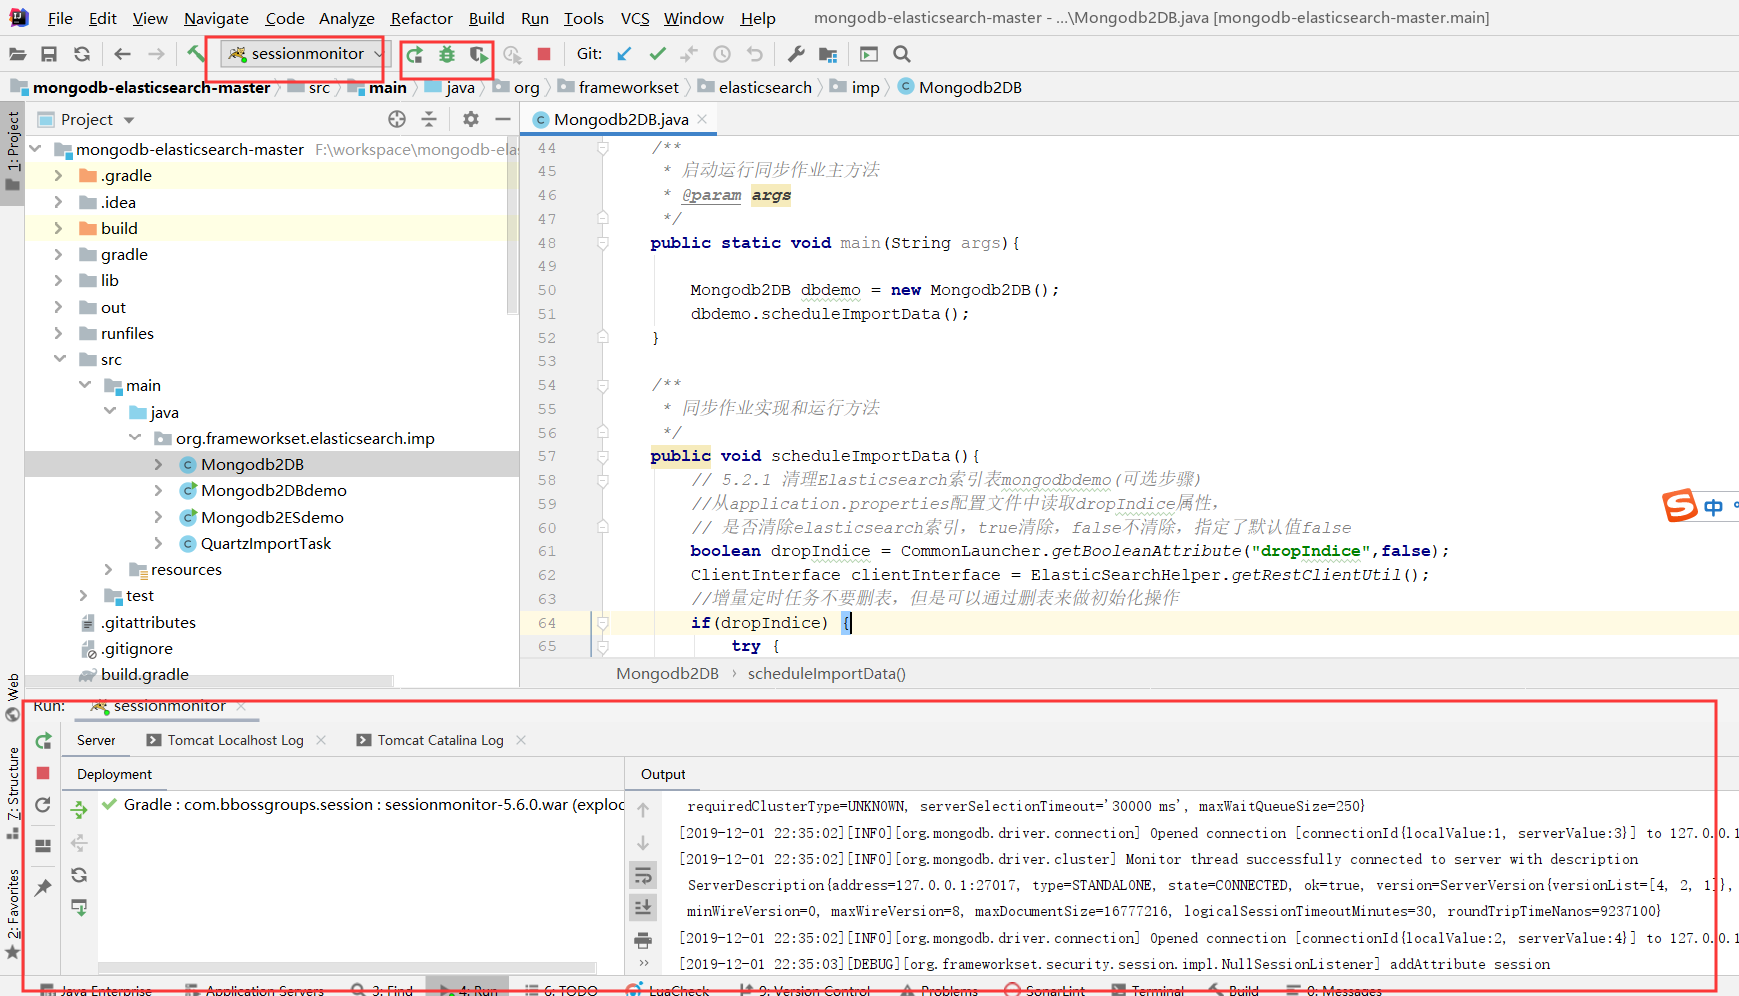 File Edit View Navigate Code Analyze Refactor Build Run Tools VCS Window Help mongodb-elasticsearch-master - ...\Mongodb2DB.java [mongodb-elasticsearch-master.main]
sessionmonitor Git:
mongodb-elasticsearch-master src main java org frameworkset elasticsearch imp Mongodb2DB
1: Project
Project
mongodb-elasticsearch-master F:\workspace\mongodb-ela
.gradle
.idea
build
gradle
lib
out
runfiles
src
main
java
org.frameworkset.elasticsearch.imp
Mongodb2DB
Mongodb2DBdemo
Mongodb2ESdemo
QuartzImportTask
resources
test
.gitattributes
.gitignore
build.gradle
Mongodb2DB.java
44 /**
45 * 启动运行同步作业主方法
46 * @param args
47 */
48 public static void main(String args){
49
50 Mongodb2DB dbdemo = new Mongodb2DB();
51 dbdemo.scheduleImportData();
52 }
53
54 /**
55 * 同步作业实现和运行方法
56 */
57 public void scheduleImportData(){
58 // 5.2.1 清理Elasticsearch索引表mongodbdemo(可选步骤)
59 //从application.properties配置文件中读取dropIndice属性,
60 // 是否清除elasticsearch索引，true清除，false不清除，指定了默认值false
61 boolean dropIndice = CommonLauncher.getBooleanAttribute("dropIndice",false);
62 ClientInterface clientInterface = ElasticSearchHelper.getRestClientUtil();
63 //增量定时任务不要删表，但是可以通过删表来做初始化操作
64 if(dropIndice) {
65 try {
Mongodb2DB › scheduleImportData()
中
Web
Z: Structure
2: Favorites
Run: sessionmonitor
Server Tomcat Localhost Log Tomcat Catalina Log
Deployment Output
Gradle : com.bbossgroups.session : sessionmonitor-5.6.0.war (explod
requiredClusterType=UNKNOWN, serverSelectionTimeout='30000 ms', maxWaitQueueSize=250}
[2019-12-01 22:35:02][INFO][org.mongodb.driver.connection] Opened connection [connectionId{localValue:1, serverValue:3}] to 127.0.0.1
[2019-12-01 22:35:02][INFO][org.mongodb.driver.cluster] Monitor thread successfully connected to server with description
ServerDescription{address=127.0.0.1:27017, type=STANDALONE, state=CONNECTED, ok=true, version=ServerVersion{versionList=[4, 2, 1]},
minWireVersion=0, maxWireVersion=8, maxDocumentSize=16777216, logicalSessionTimeoutMinutes=30, roundTripTimeNanos=9237100}
[2019-12-01 22:35:02][INFO][org.mongodb.driver.connection] Opened connection [connectionId{localValue:2, serverValue:4}] to 127.0.0.1
[2019-12-01 22:35:03][DEBUG][org.frameworkset.security.session.impl.NullSessionListener] addAttribute session
Java Enterprise Application Servers 3: Find 4: Run 6: TODO LuaCheck 9: Version Control Problems SonarLint Terminal Build 0: Messages